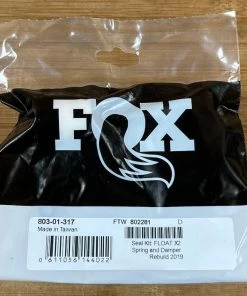 FOX
803-01-317
Made in Taiwan
FTW 802281 D
Seal Kit: FLOAT X2
Spring and Damper
Rebuild 2019
0 611056 144022